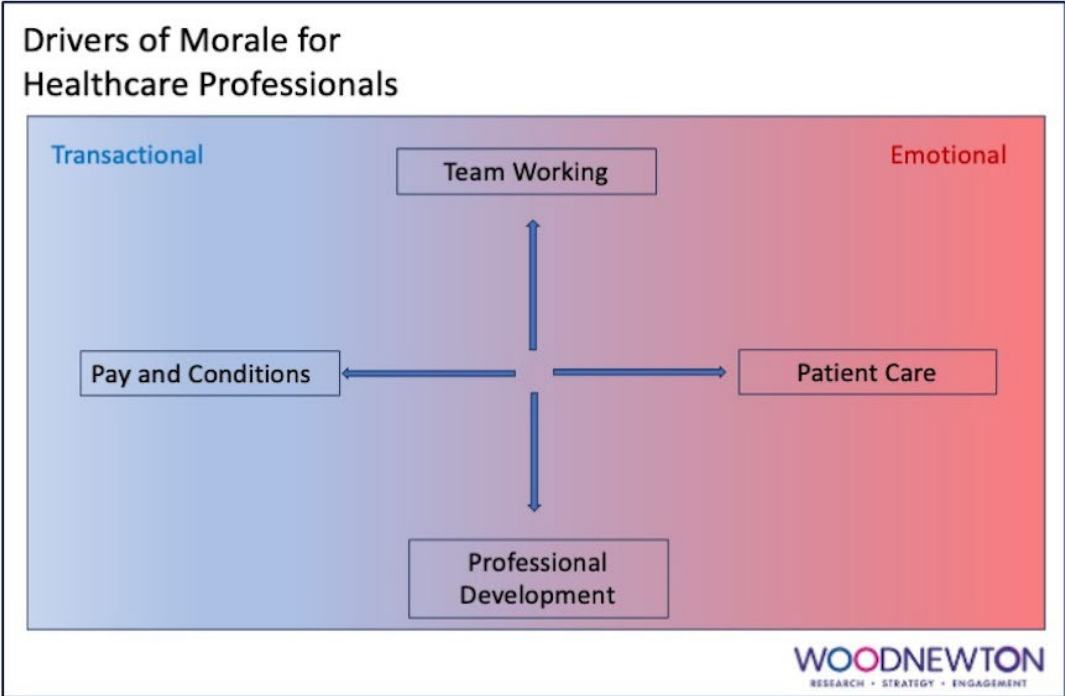 Drivers of Morale for
Healthcare Professionals
Transactional
Emotional
Team Working
Pay and Conditions
Patient Care
Professional
Development
WOODNEWTON
RESEARCH • STRATEGY • ENGAGEMENT